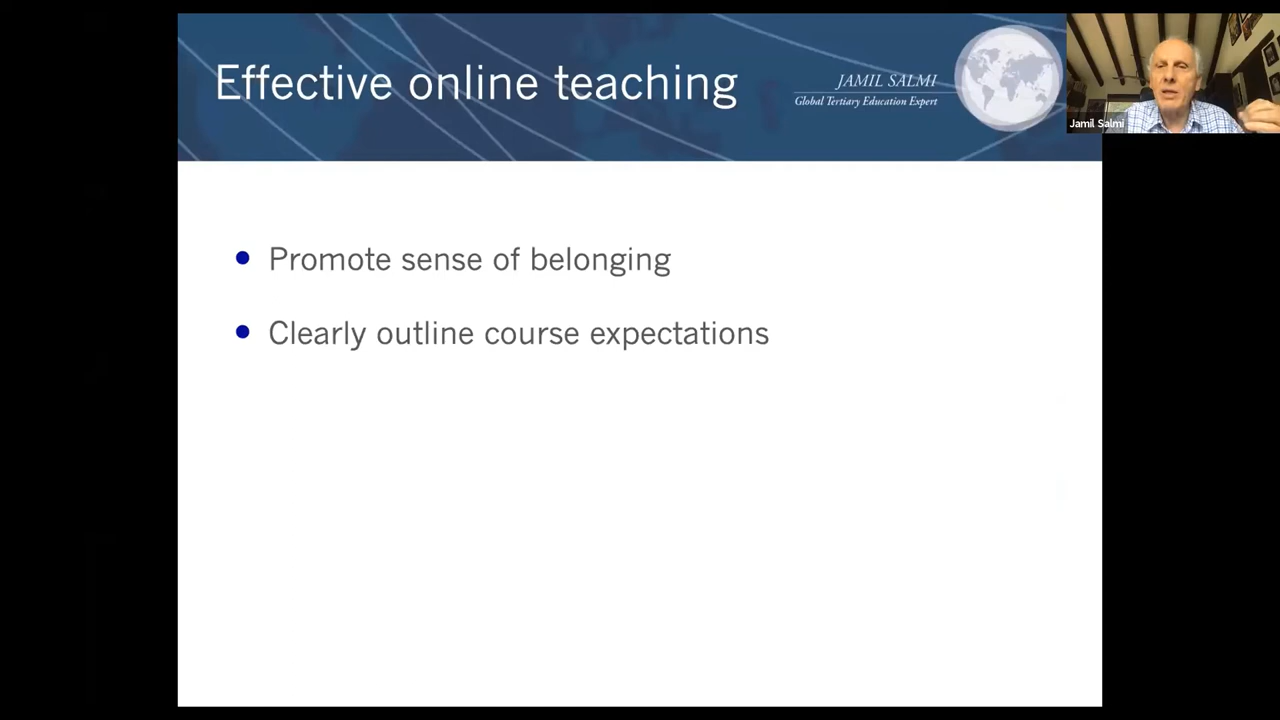 Effective online teaching
JAMIL SALMI
Global Tertiary Education Expert
Jamil Salmi
Promote sense of belonging
Clearly outline course expectations